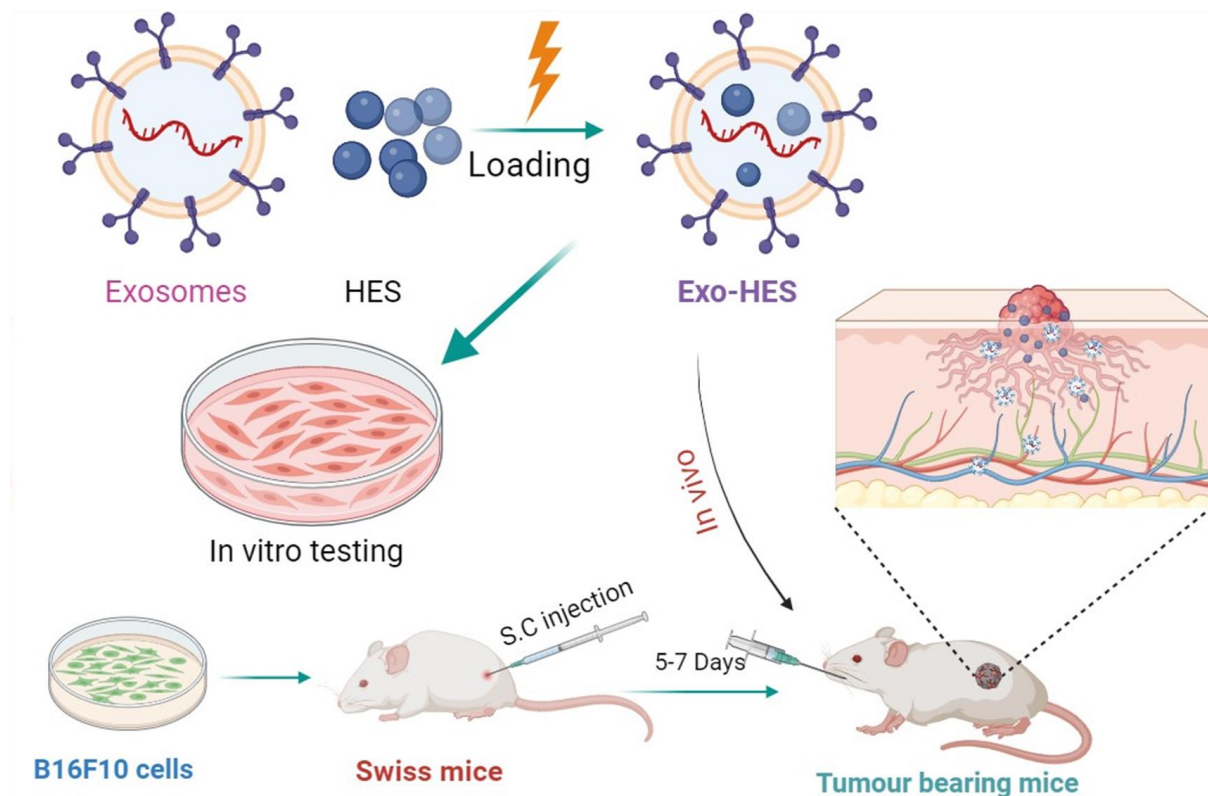 Loading
Exosomes
HES
Exo-HES
In vitro testing
In vivo
S.C injection
5-7 Days
B16F10 cells
Swiss mice
Tumour bearing mice